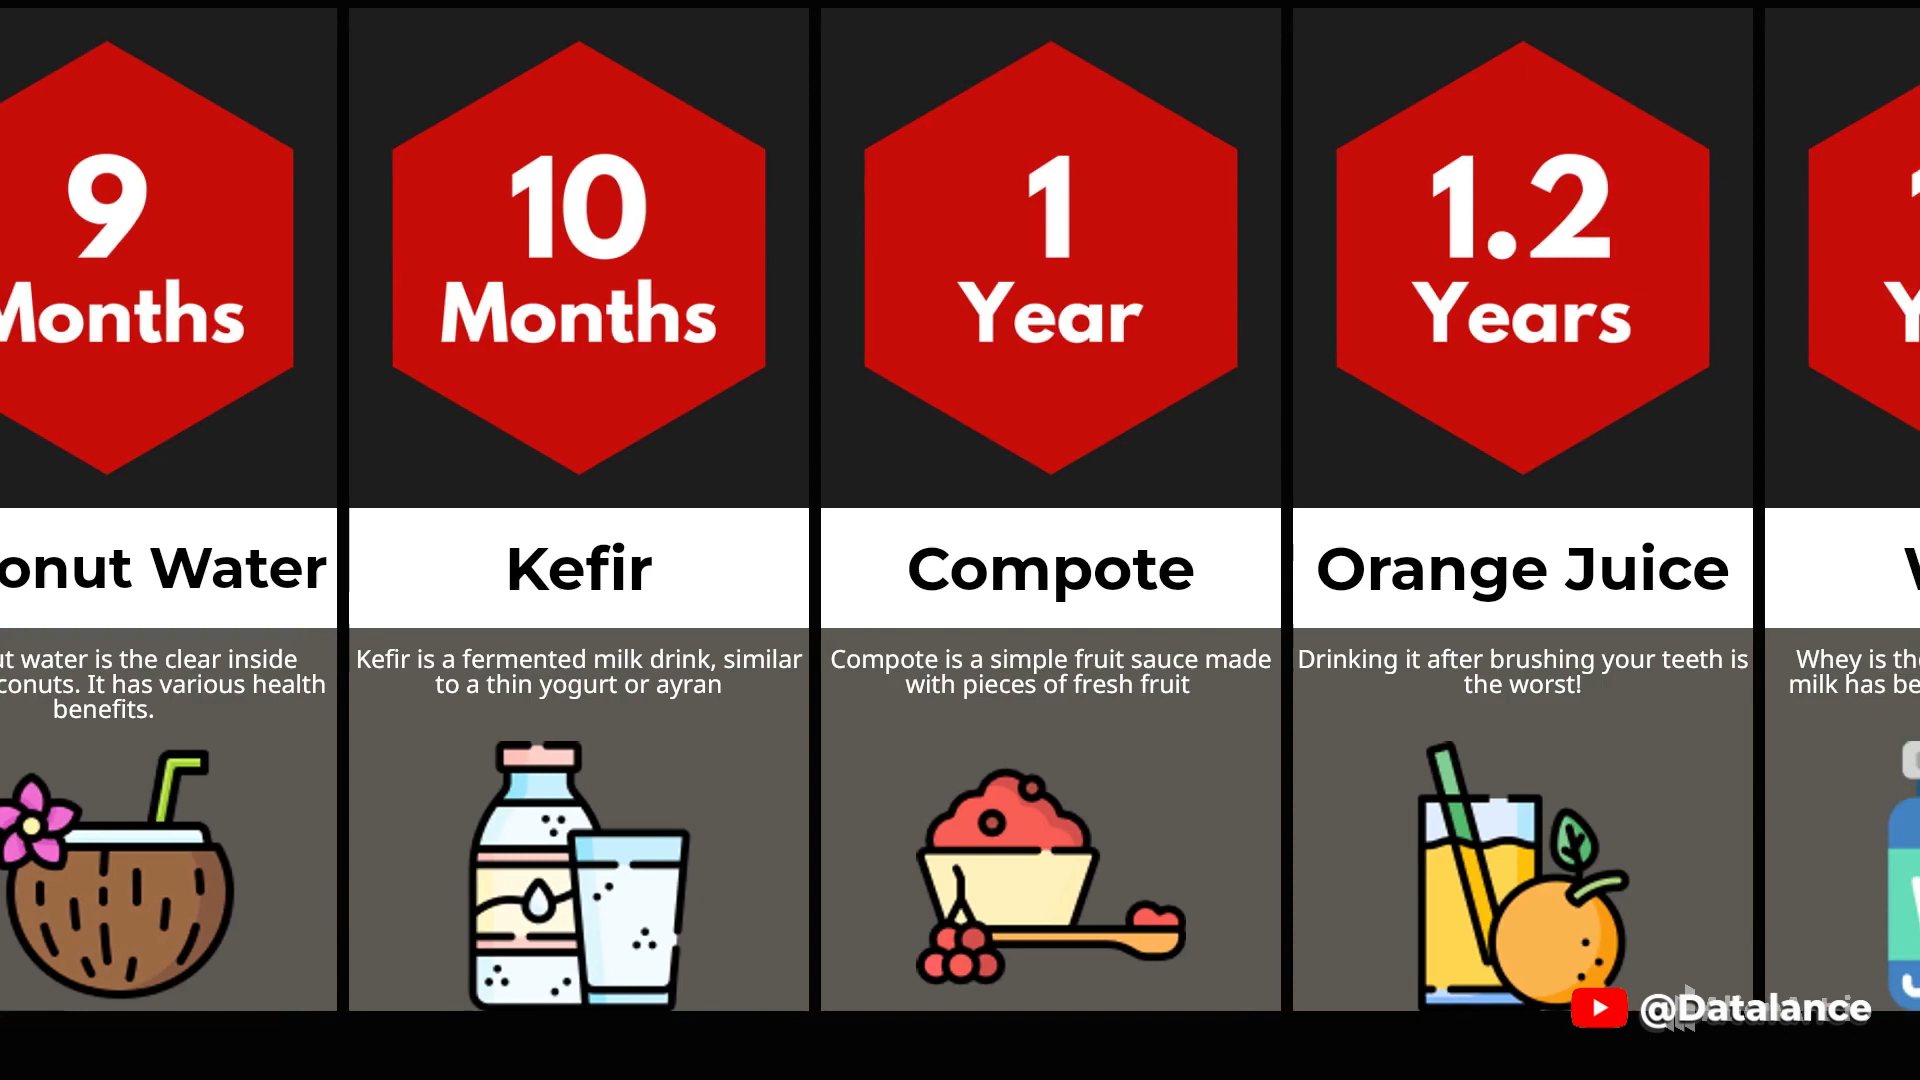 9
Months
10
Months
1
Year
1.2
Years
onut Water
Kefir
Compote
Orange Juice
water is the clear inside
It has various health
benefits.
Kefir is a fermented milk drink, similar
to a thin yogurt or ayran
Compote is a simple fruit sauce made
with pieces of fresh fruit
Drinking it after brushing your teeth is
the worst!
Whey is
milk has
@Datalance